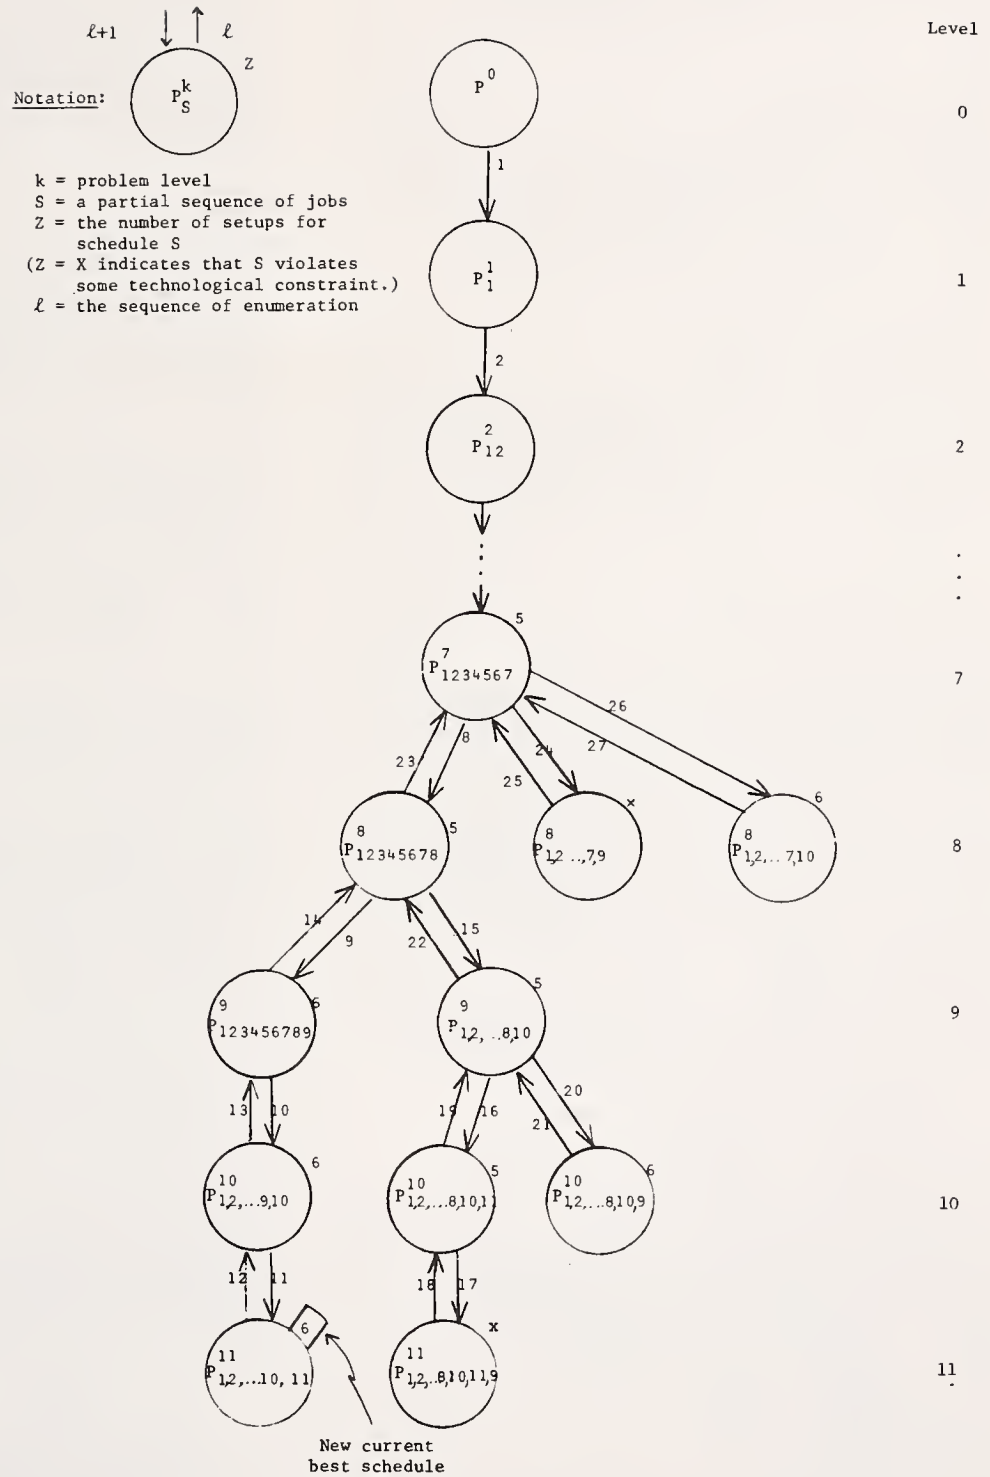 ℓ+1 ℓ
Level
Z
Notation:
P^k_S
P^0
0
1
k = problem level
S = a partial sequence of jobs
Z = the number of setups for
schedule S
(Z = X indicates that S violates
some technological constraint.)
ℓ = the sequence of enumeration
P^1_1
1
2
P^2_12
2
5
P^7_1234567
7
26
8
24
27
23
25
x
6
5
P^8_12345678
P^8_1,2 ..,7,9
P^8_1,2,.. 7,10
8
14
15
9
22
5
6
P^9_123456789
P^9_1,2, ..8,10
9
20
13 10
19 16
21
6
5
6
P^10_1,2,...9,10
P^10_1,2,...8,10,11
P^10_1,2,...8,10,9
10
12 11
18 17
6
x
P^11_1,2,...10, 11
P^11_1,2,..8,10,11,9
11
New current
best schedule